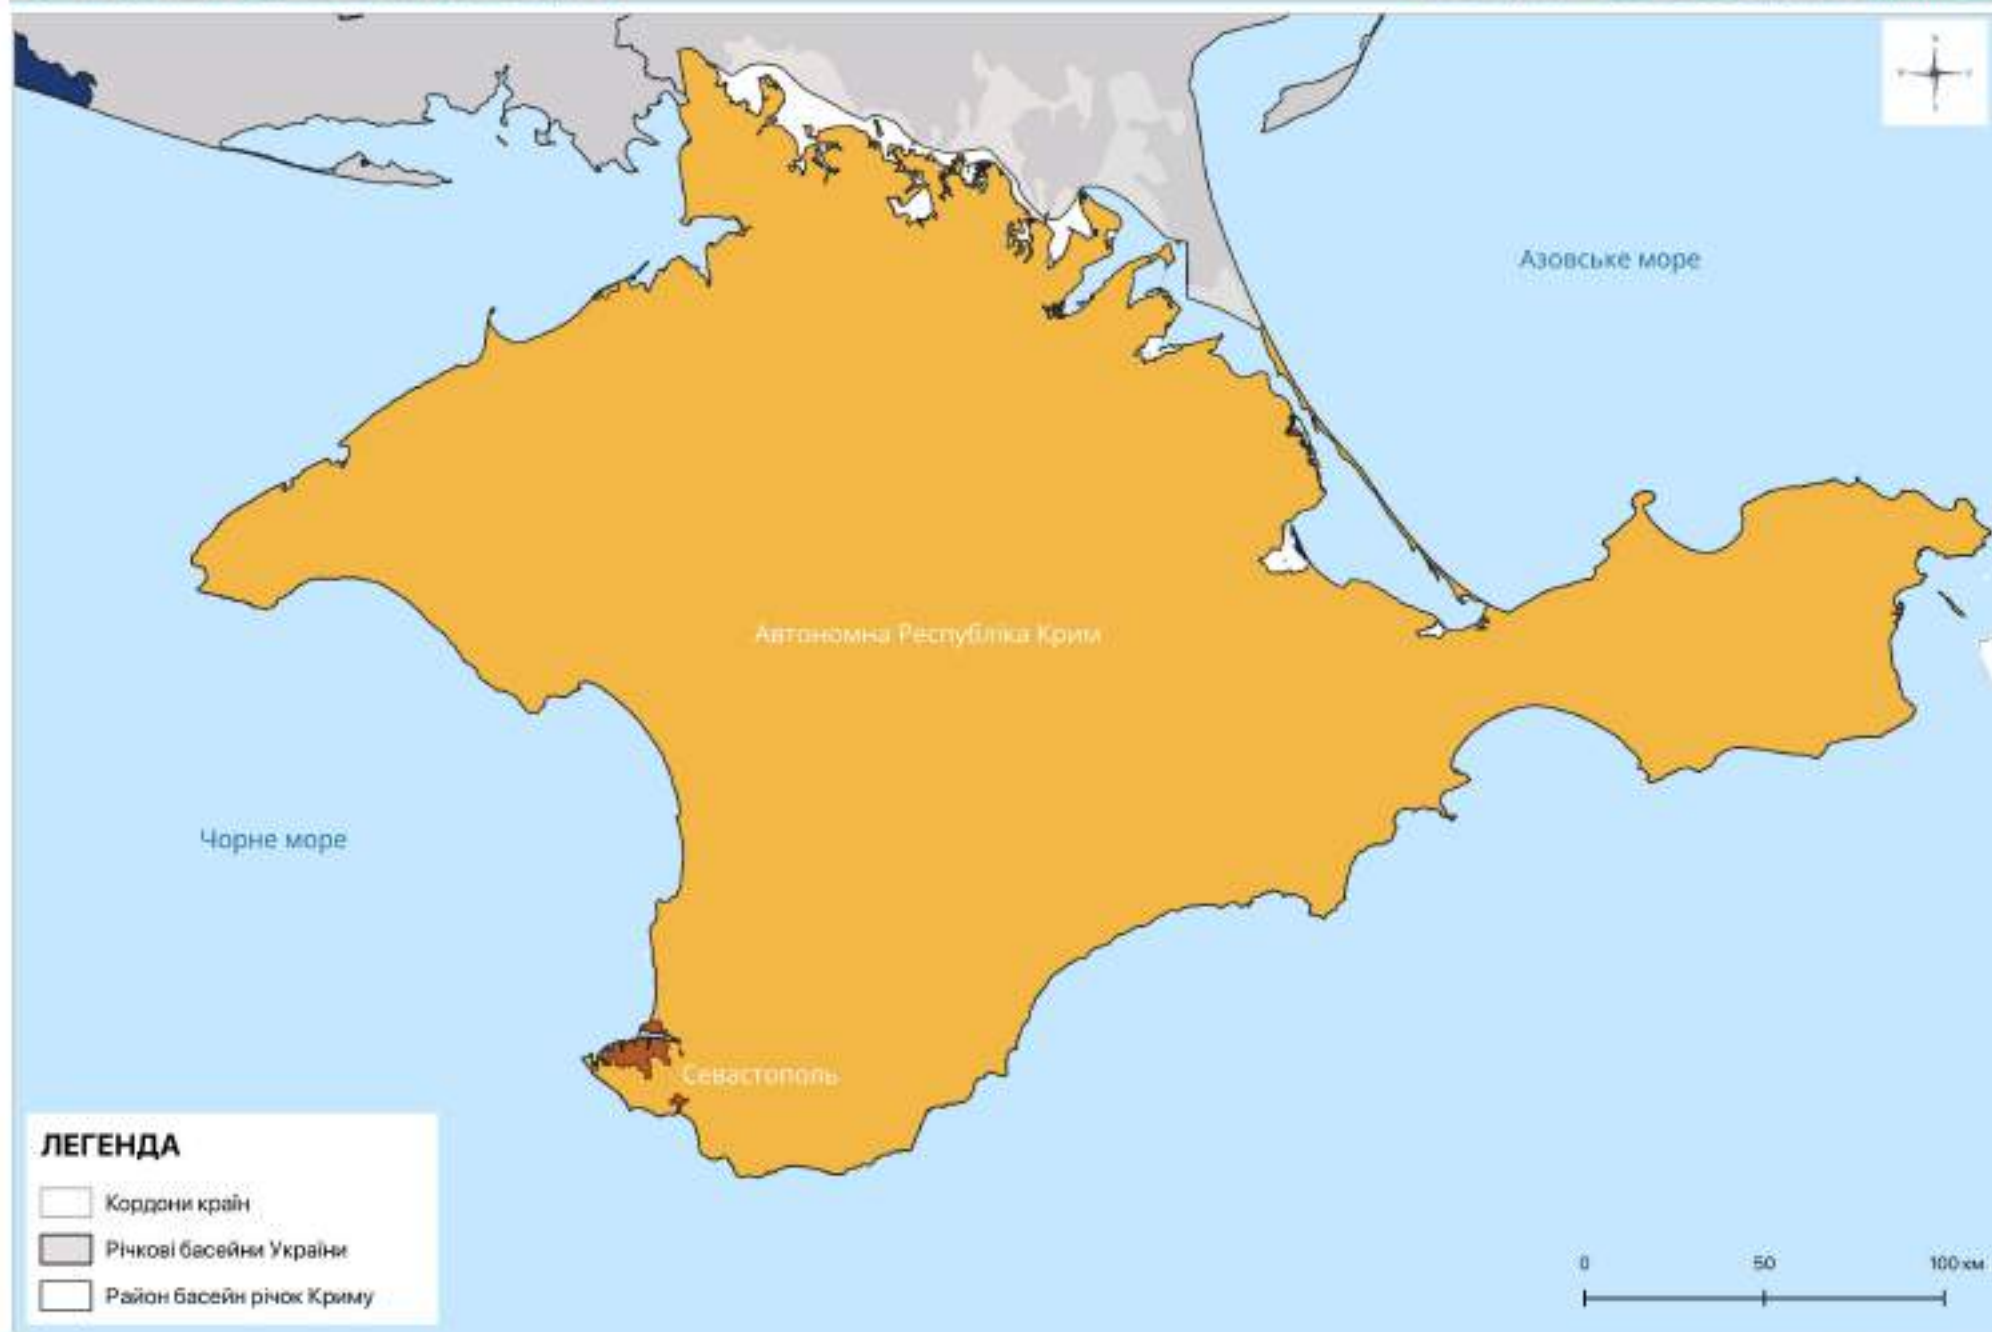 Азовське море
Автономна Республіка Крим
Чорне море
Севастополь
ЛЕГЕНДА
Кордони країн
Річкові басейни України
Район басейн річок Криму
0 50 100 км